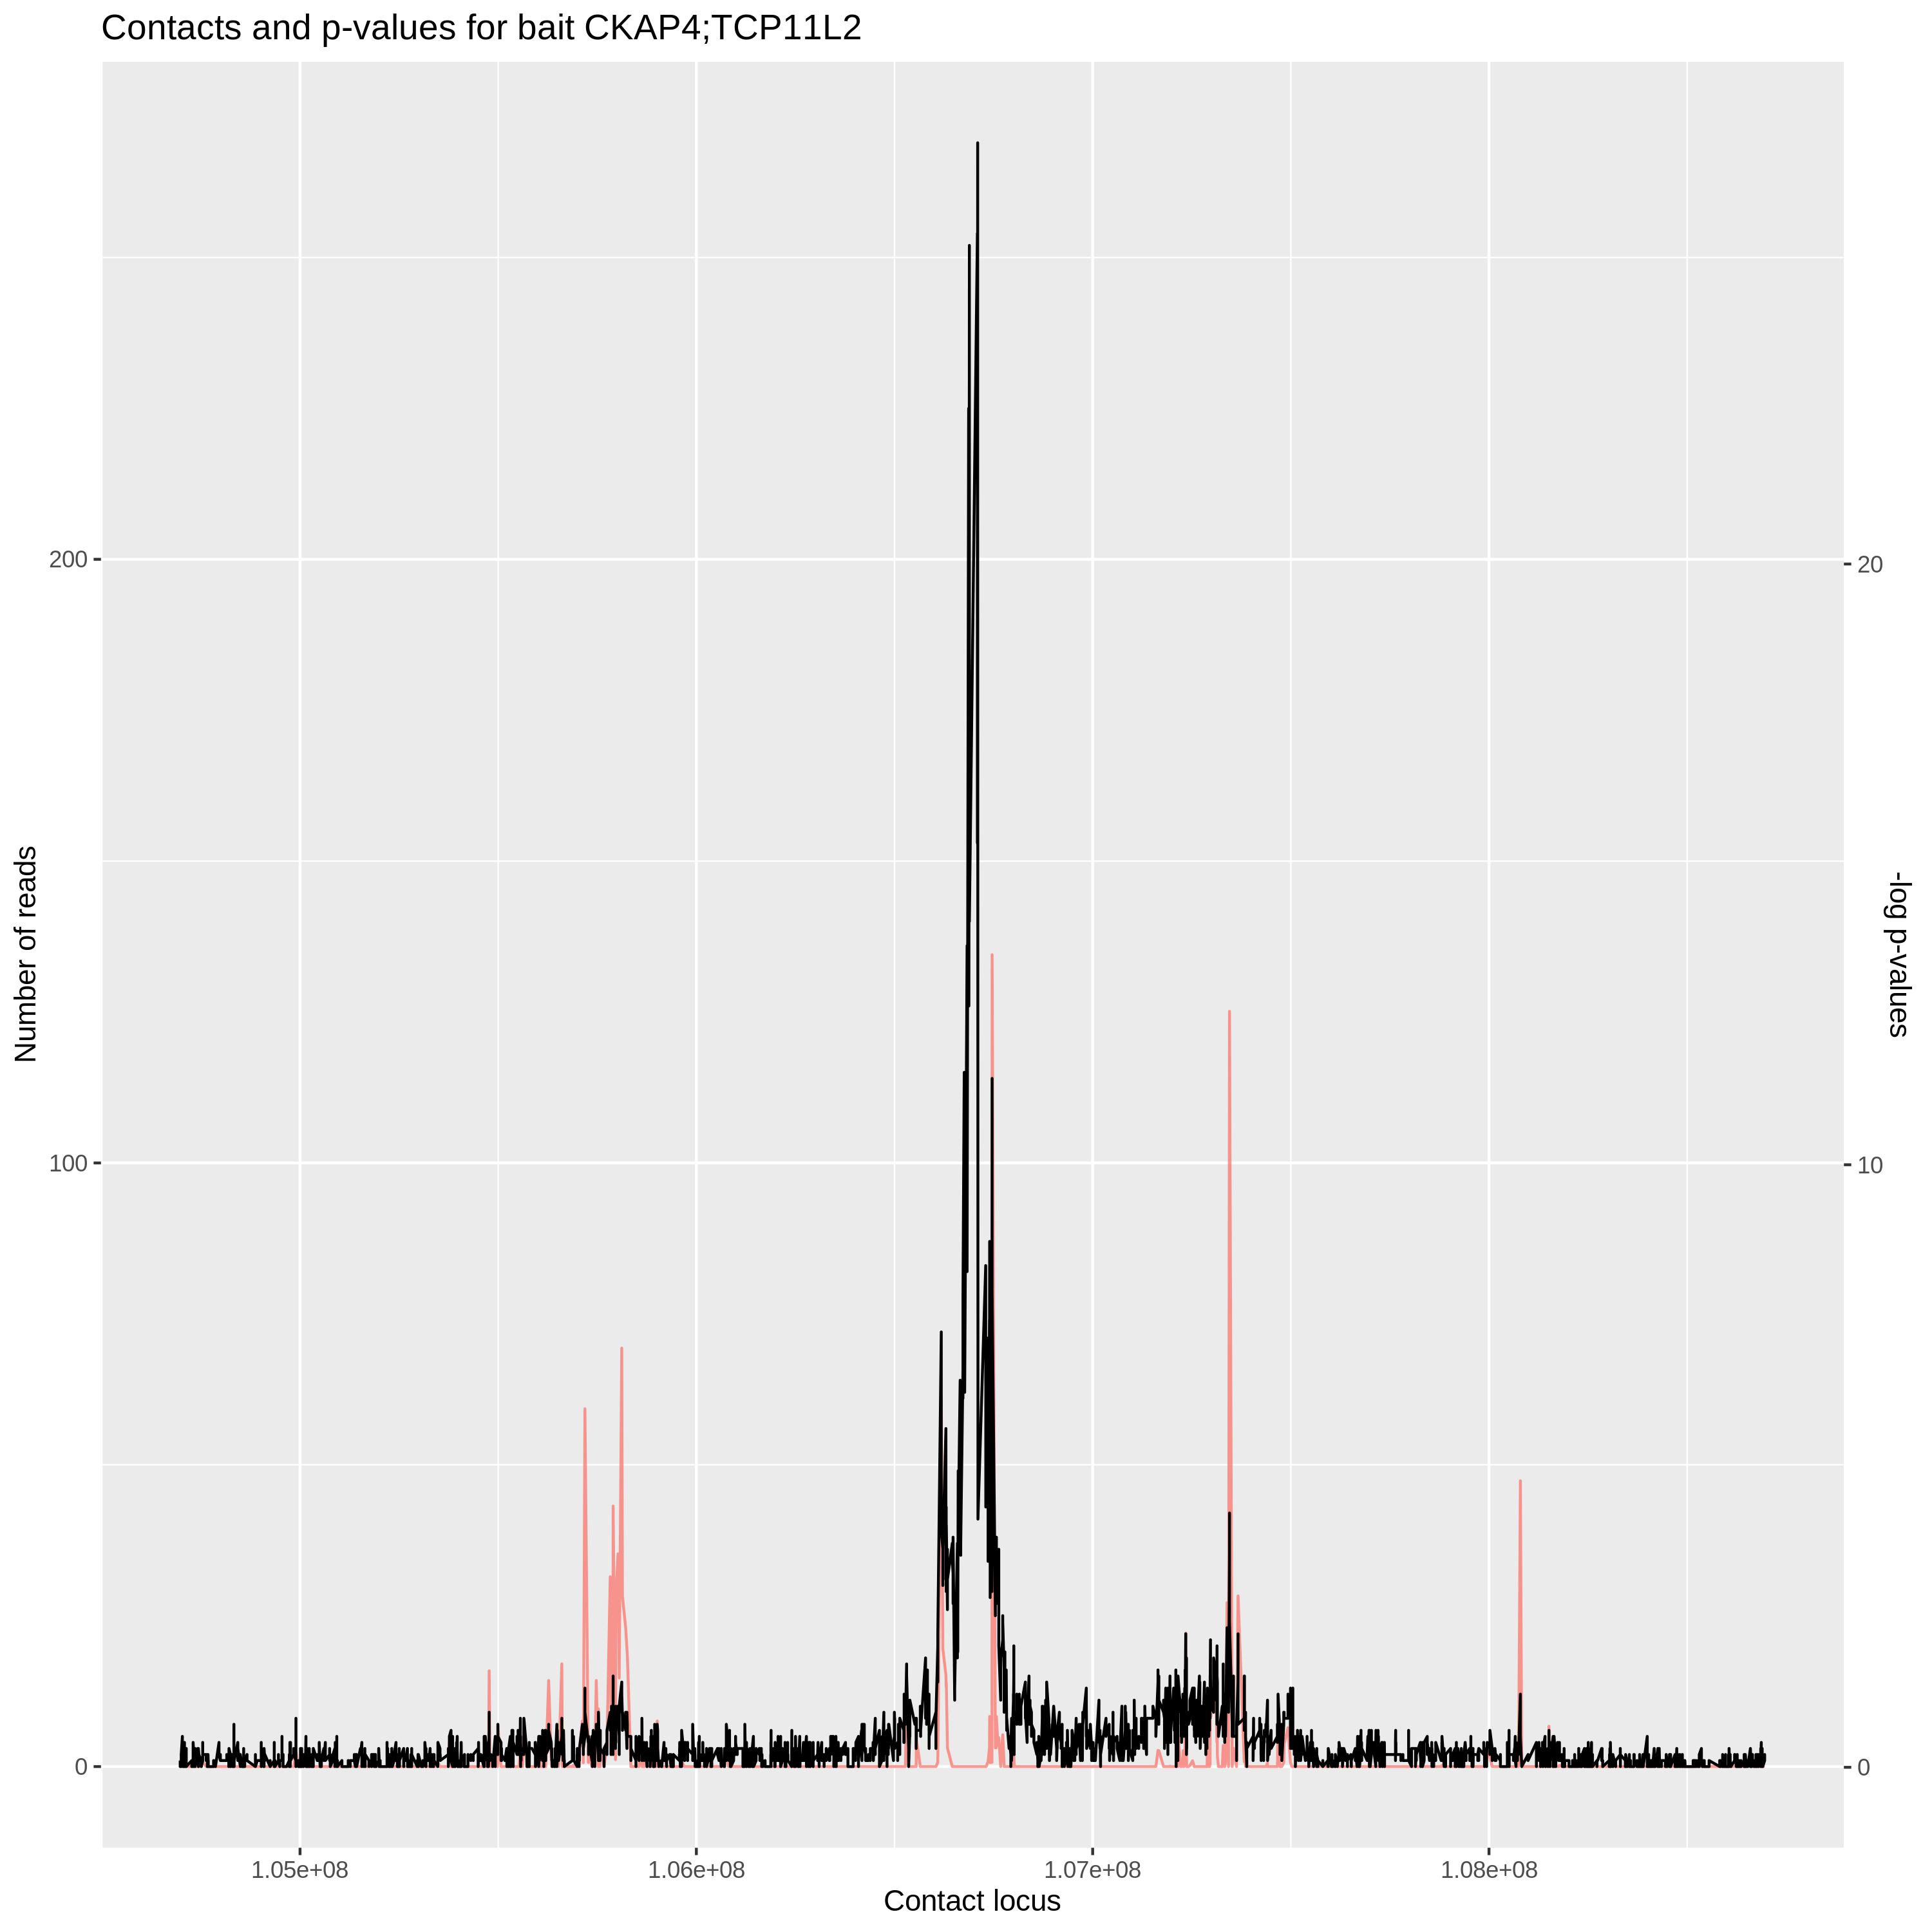 Contacts and p-values for bait CKAP4;TCP11L2
Number of reads
200
100
0
20
10
0
-log p-values
1.05e+08
1.06e+08
1.07e+08
1.08e+08
Contact locus